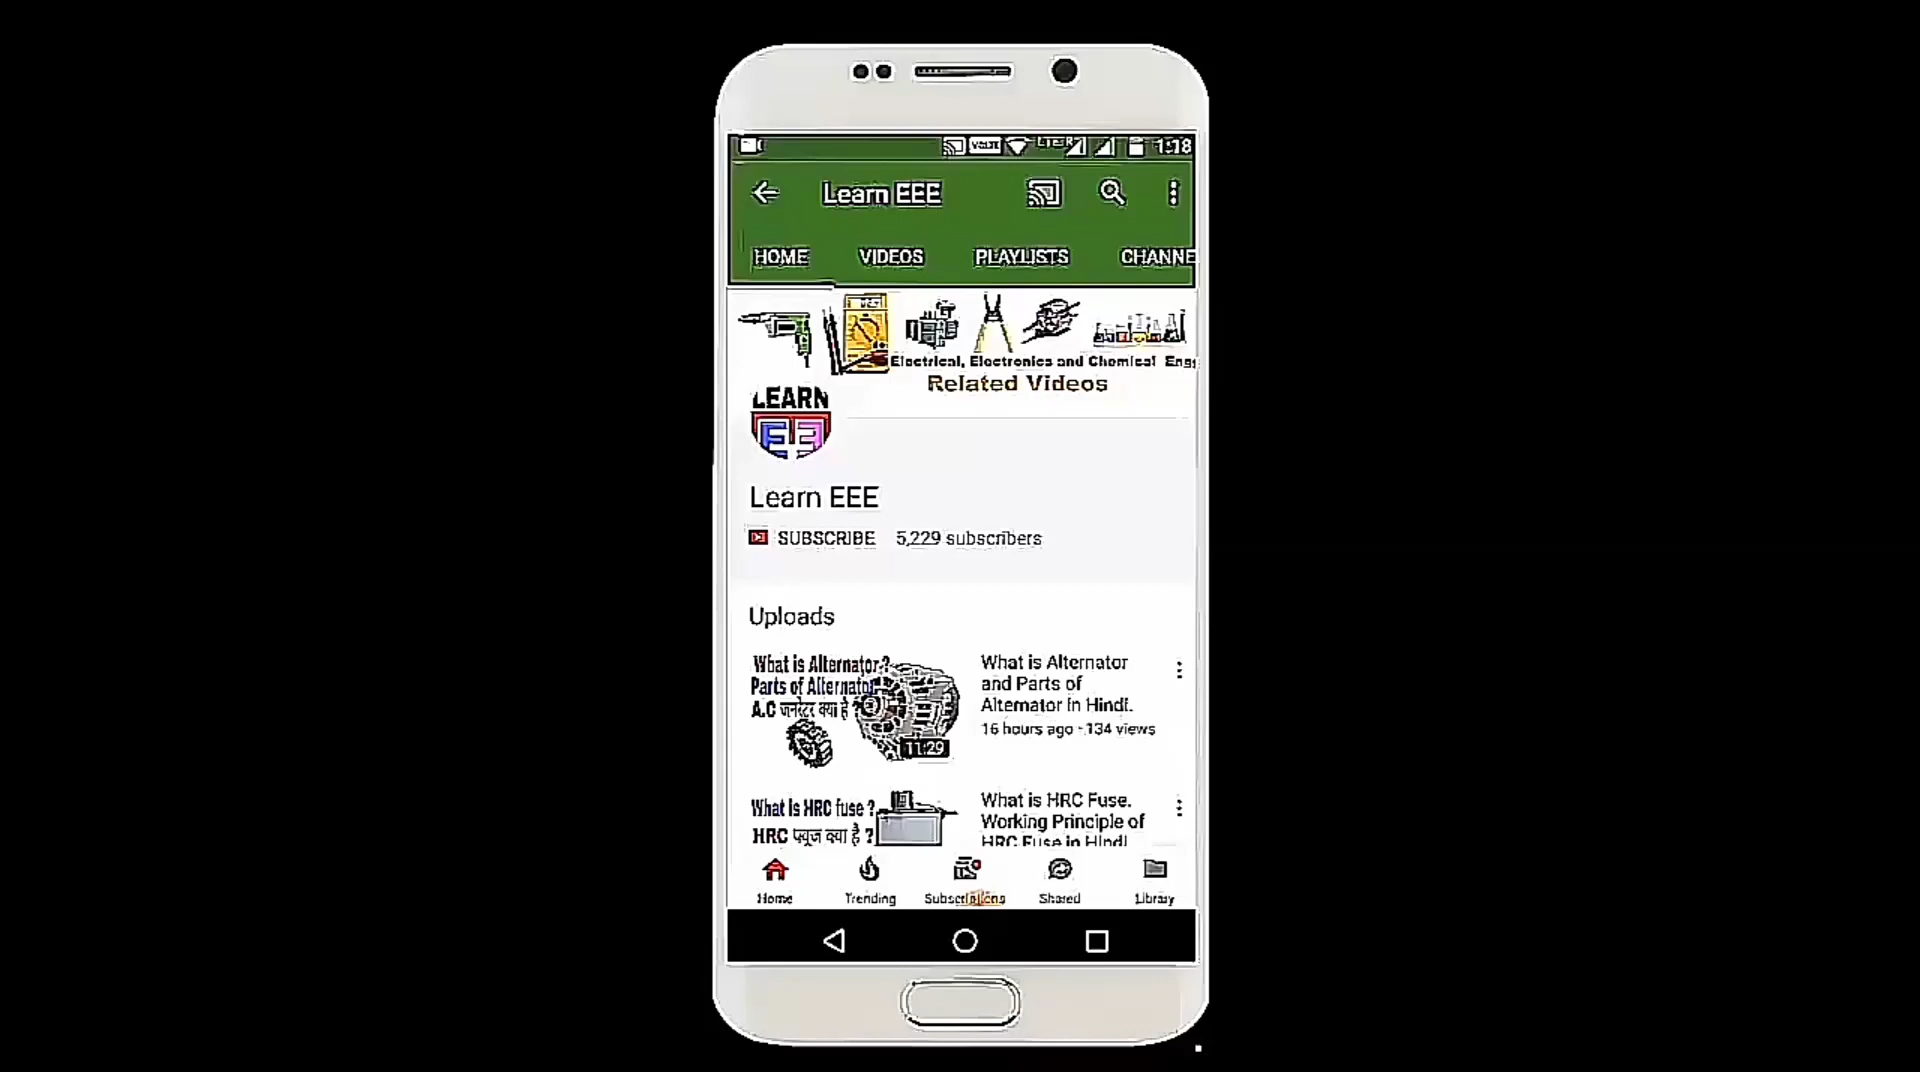 VoLTE 1:18
Learn EEE
HOME VIDEOS PLAYLISTS CHANNE
Electrical, Electronics and Chemical Eng
Related Videos
LEARN
Learn EEE
SUBSCRIBE 5,229 subscribers
Uploads
What is Alternator ?
Parts of Alternator
A.C जनरेटर क्या है ?
11:29
What is Alternator
and Parts of
Alternator in Hindi.
16 hours ago · 134 views
What is HRC fuse ?
HRC फ्यूज क्या है ?
What is HRC Fuse.
Working Principle of
HRC Fuse in Hindi
Home Trending Subscriptions Shared Library